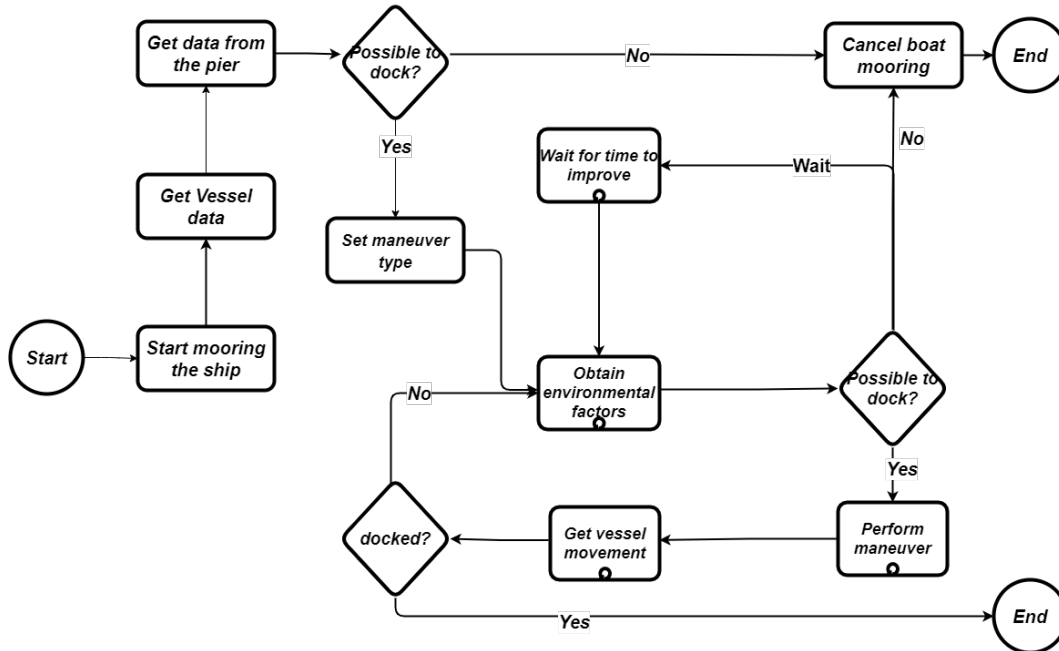 Get data from
the pier
Possible to
dock?
No
Cancel boat
mooring
End
Yes
Wait for time to
improve
Wait
No
Get Vessel
data
Set maneuver
type
Start
Start mooring
the ship
Obtain
environmental
factors
Possible to
dock?
No
Yes
docked?
Get vessel
movement
Perform
maneuver
Yes
End